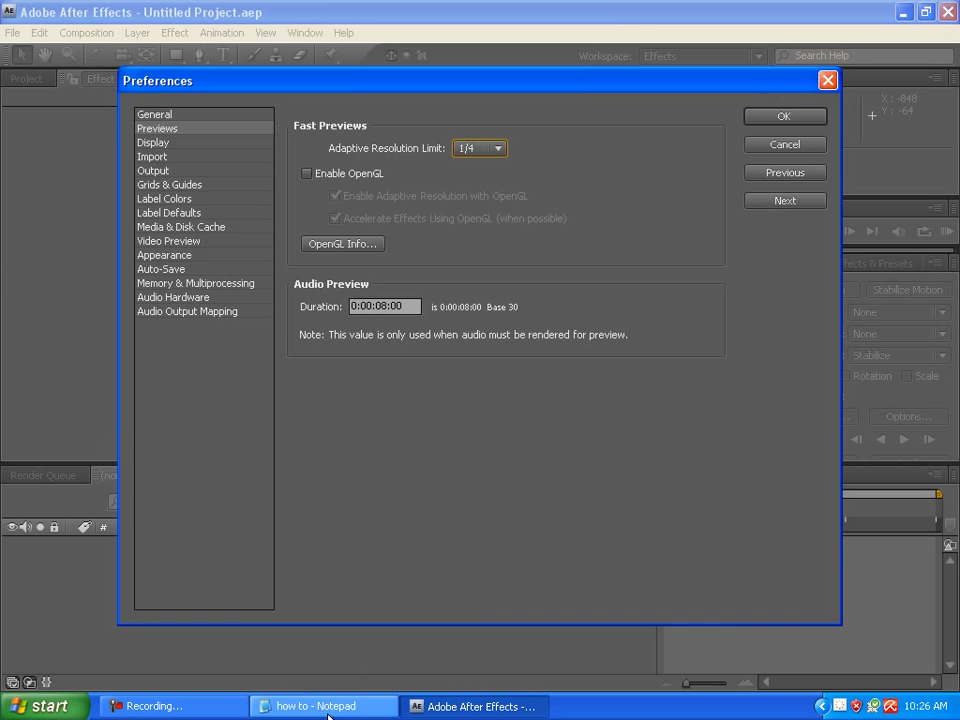 Adobe After Effects - Untitled Project.aep
File Edit Composition Layer Effect Animation View Window Help
Workspace: Effects
Search Help
Project
Effect
X : -848
Y : -64
Preferences
General
Previews
Display
Import
Output
Grids & Guides
Label Colors
Label Defaults
Media & Disk Cache
Video Preview
Appearance
Auto-Save
Memory & Multiprocessing
Audio Hardware
Audio Output Mapping
Fast Previews
Adaptive Resolution Limit: 1/4
Enable OpenGL
Enable Adaptive Resolution with OpenGL
Accelerate Effects Using OpenGL (when possible)
OpenGL Info...
Audio Preview
Duration: 0:00:08:00 is 0:00:08:00 Base 30
Note: This value is only used when audio must be rendered for preview.
OK
Cancel
Previous
Next
ffects & Presets
Stabilize Motion
None
None
Stabilize
Rotation Scale
Options...
Render Queue
(no
#
start
Recording...
how to - Notepad
Adobe After Effects -...
10:26 AM